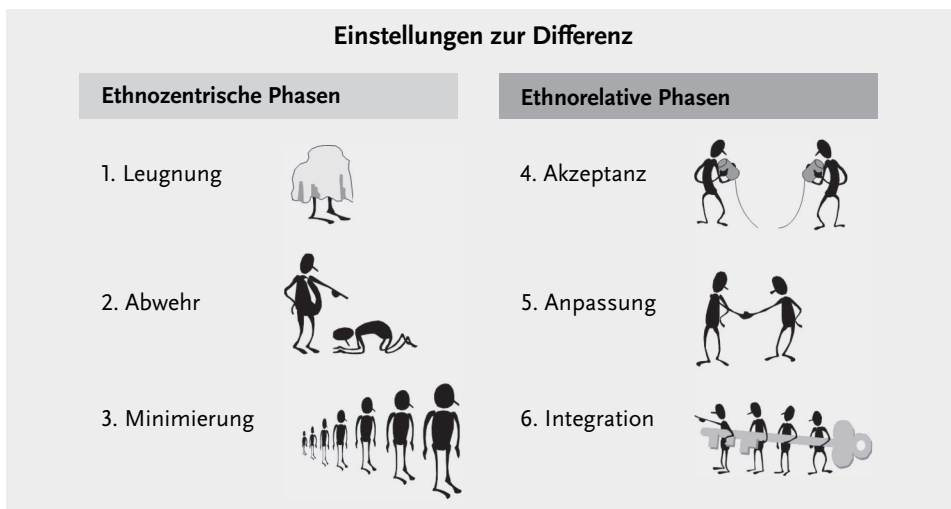 Einstellungen zur Differenz
Ethnozentrische Phasen
1. Leugnung
2. Abwehr
3. Minimierung
Ethnorelative Phasen
4. Akzeptanz
5. Anpassung
6. Integration